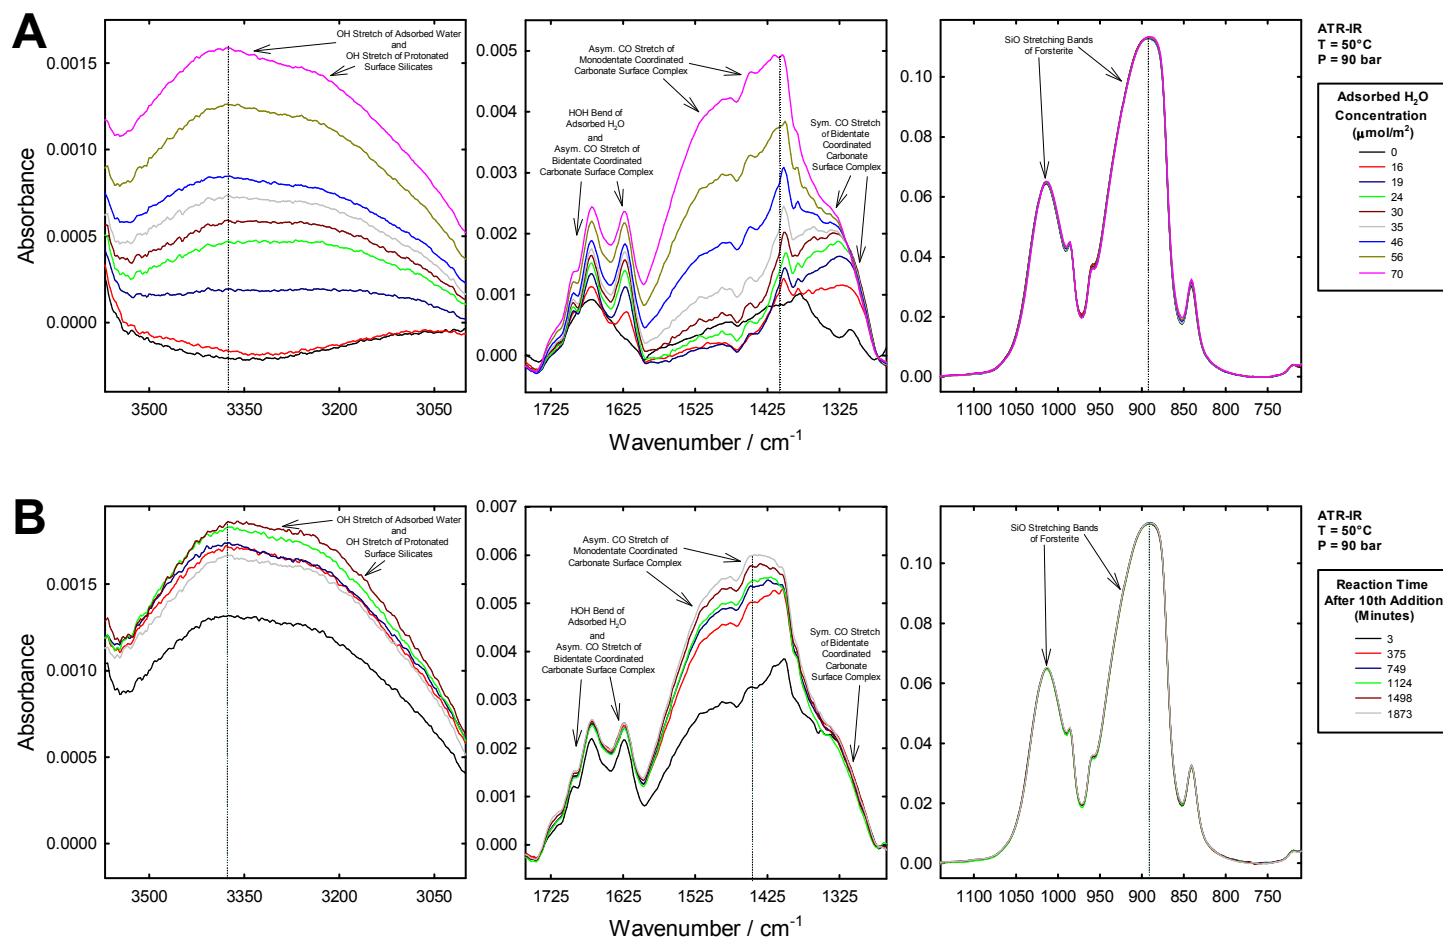 A
Absorbance
0.0015
0.0010
0.0005
0.0000
3500
3350
3200
3050
OH Stretch of Adsorbed Water
and
OH Stretch of Protonated
Surface Silicates
0.005
0.004
0.003
0.002
0.001
0.000
1725
1625
1525
1425
1325
Asym. CO Stretch of
Monodentate Coordinated
Carbonate Surface Complex
HOH Bend of
Adsorbed H2O
and
Asym. CO Stretch of
Bidentate Coordinated
Carbonate Surface Complex
Sym. CO Stretch
of Bidentate
Coordinated
Carbonate
Surface Complex
Wavenumber / cm-1
0.10
0.08
0.06
0.04
0.02
0.00
1100
1050
1000
950
900
850
800
750
SiO Stretching Bands
of Forsterite
ATR-IR
T = 50°C
P = 90 bar
Adsorbed H2O
Concentration
(μmol/m2)
0
16
19
24
30
35
46
56
70
B
Absorbance
0.0015
0.0010
0.0005
0.0000
3500
3350
3200
3050
OH Stretch of Adsorbed Water
and
OH Stretch of Protonated
Surface Silicates
0.007
0.006
0.005
0.004
0.003
0.002
0.001
0.000
1725
1625
1525
1425
1325
Asym. CO Stretch of
Monodentate Coordinated
Carbonate Surface Complex
HOH Bend of
Adsorbed H2O
and
Asym. CO Stretch of
Bidentate Coordinated
Carbonate Surface Complex
Sym. CO Stretch
of Bidentate
Coordinated
Carbonate
Surface Complex
Wavenumber / cm-1
0.10
0.08
0.06
0.04
0.02
0.00
1100
1050
1000
950
900
850
800
750
SiO Stretching Bands
of Forsterite
ATR-IR
T = 50°C
P = 90 bar
Reaction Time
After 10th Addition
(Minutes)
3
375
749
1124
1498
1873